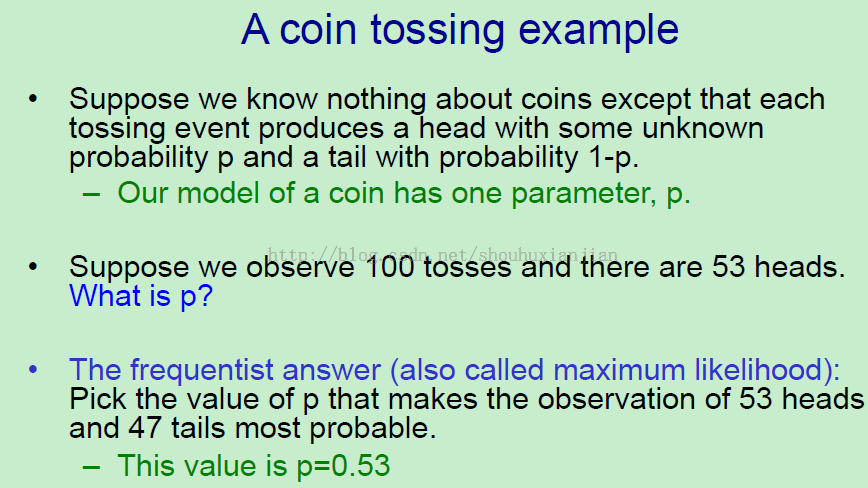 A coin tossing example
• Suppose we know nothing about coins except that each
tossing event produces a head with some unknown
probability p and a tail with probability 1-p.
– Our model of a coin has one parameter, p.
http://blog.csdn.net/shouhuxianjian
• Suppose we observe 100 tosses and there are 53 heads.
What is p?
• The frequentist answer (also called maximum likelihood):
Pick the value of p that makes the observation of 53 heads
and 47 tails most probable.
– This value is p=0.53